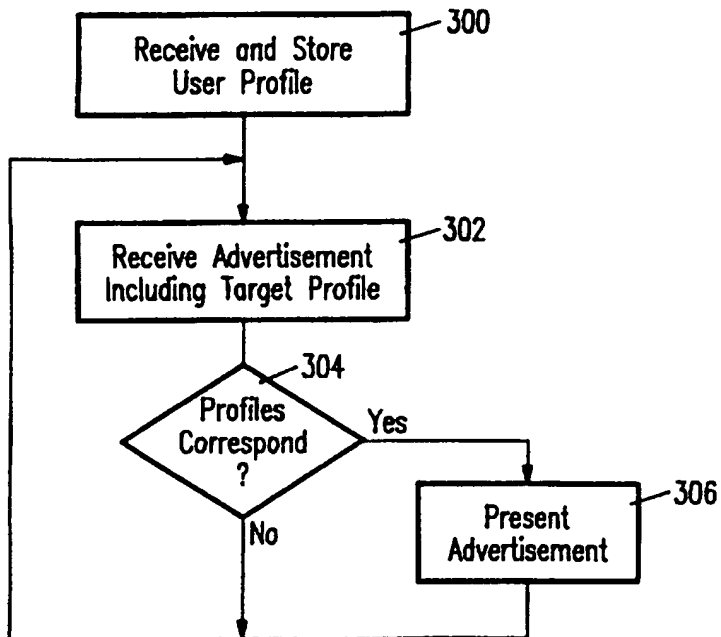 300
Receive and Store
User Profile
302
Receive Advertisement
Including Target Profile
304
Profiles
Correspond
?
Yes
No
306
Present
Advertisement